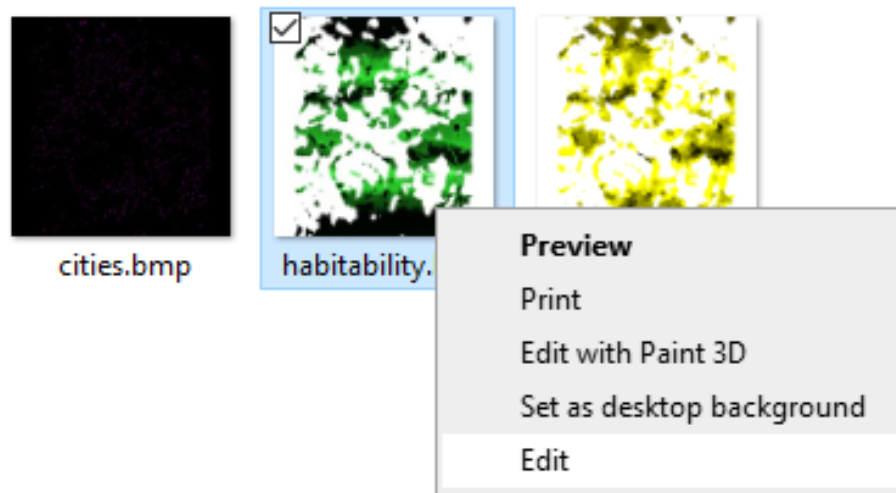 cities.bmp
habitability.
Preview
Print
Edit with Paint 3D
Set as desktop background
Edit